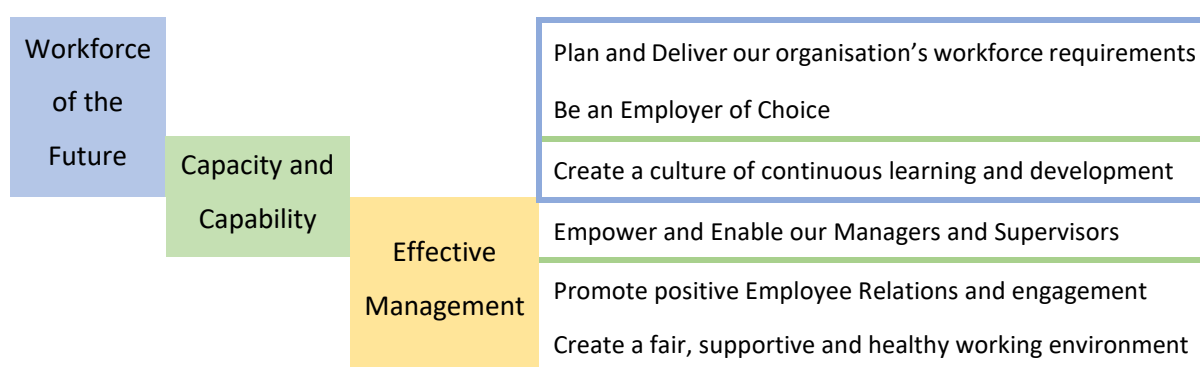 Workforce
of the
Future
Capacity and
Capability
Effective
Management
Plan and Deliver our organisation's workforce requirements
Be an Employer of Choice
Create a culture of continuous learning and development
Empower and Enable our Managers and Supervisors
Promote positive Employee Relations and engagement
Create a fair, supportive and healthy working environment